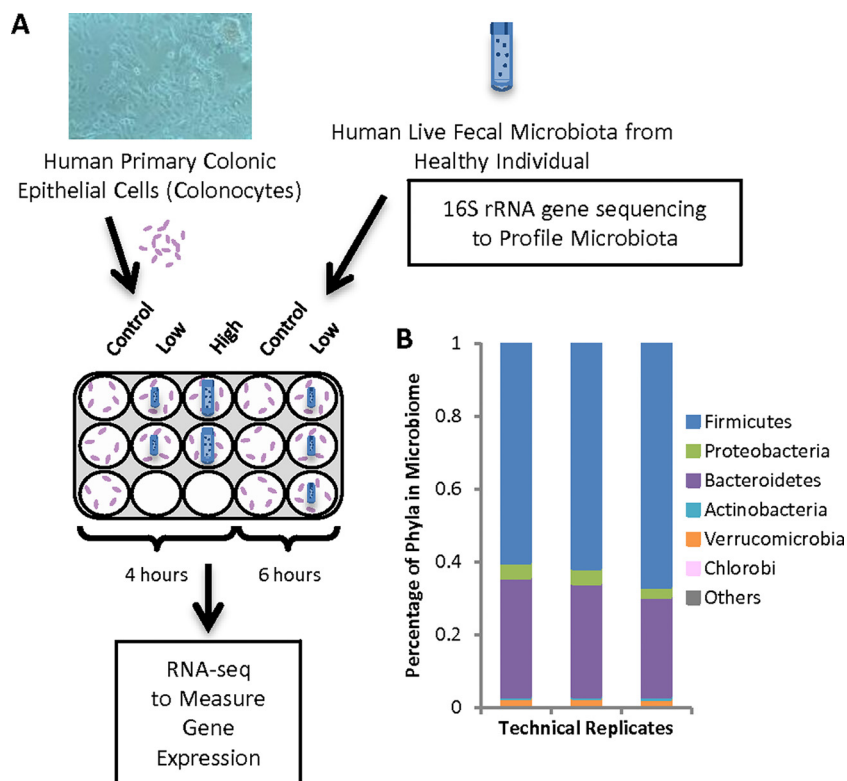 A
Human Primary Colonic
Epithelial Cells (Colonocytes)
Human Live Fecal Microbiota from
Healthy Individual
16S rRNA gene sequencing
to Profile Microbiota
Control
Low
High
Control
Low
4 hours
6 hours
RNA-seq
to Measure
Gene
Expression
B
Percentage of Phyla in Microbiome
1
0.8
0.6
0.4
0.2
0
Technical Replicates
Firmicutes
Proteobacteria
Bacteroidetes
Actinobacteria
Verrucomicrobia
Chlorobi
Others